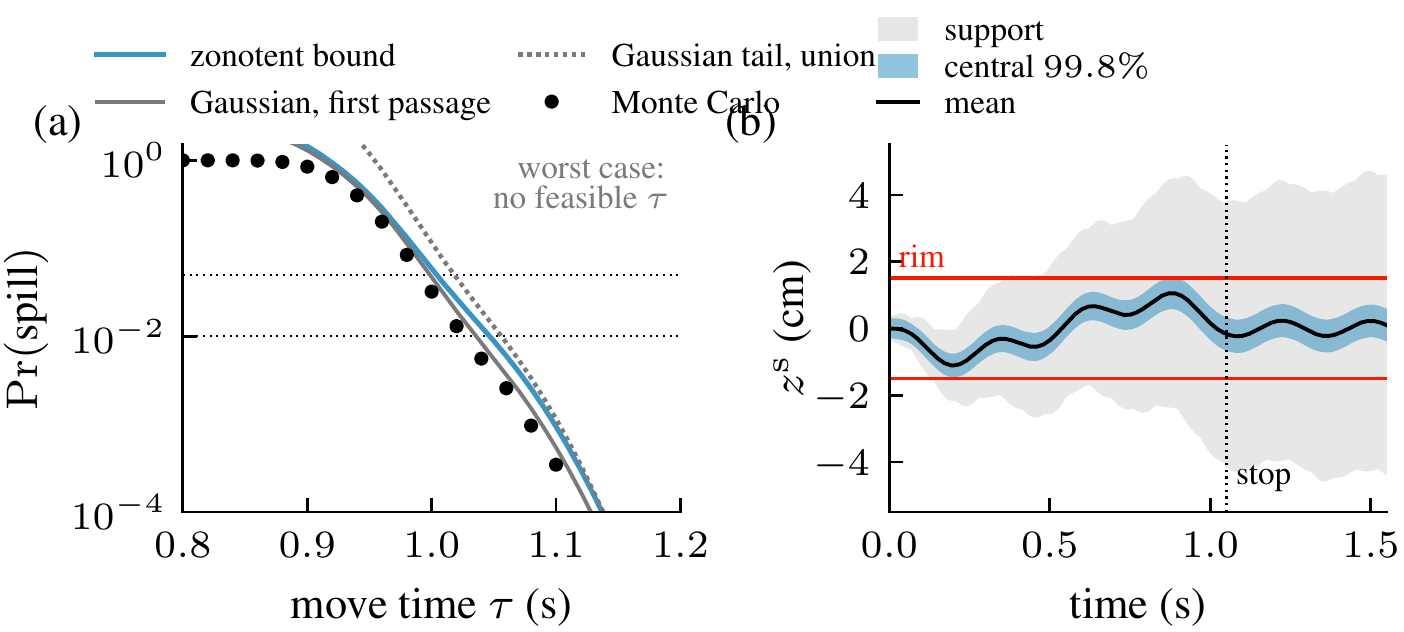 zonotent bound
Gaussian, first passage
Gaussian tail, union
Monte Carlo
support
central 99.8%
mean
(a)
10⁰
10⁻²
10⁻⁴
Pr(spill)
worst case:
no feasible τ
0.8 0.9 1.0 1.1 1.2
move time τ (s)
(b)
4
2
0
−2
−4
zˢ (cm)
rim
stop
0.0 0.5 1.0 1.5
time (s)